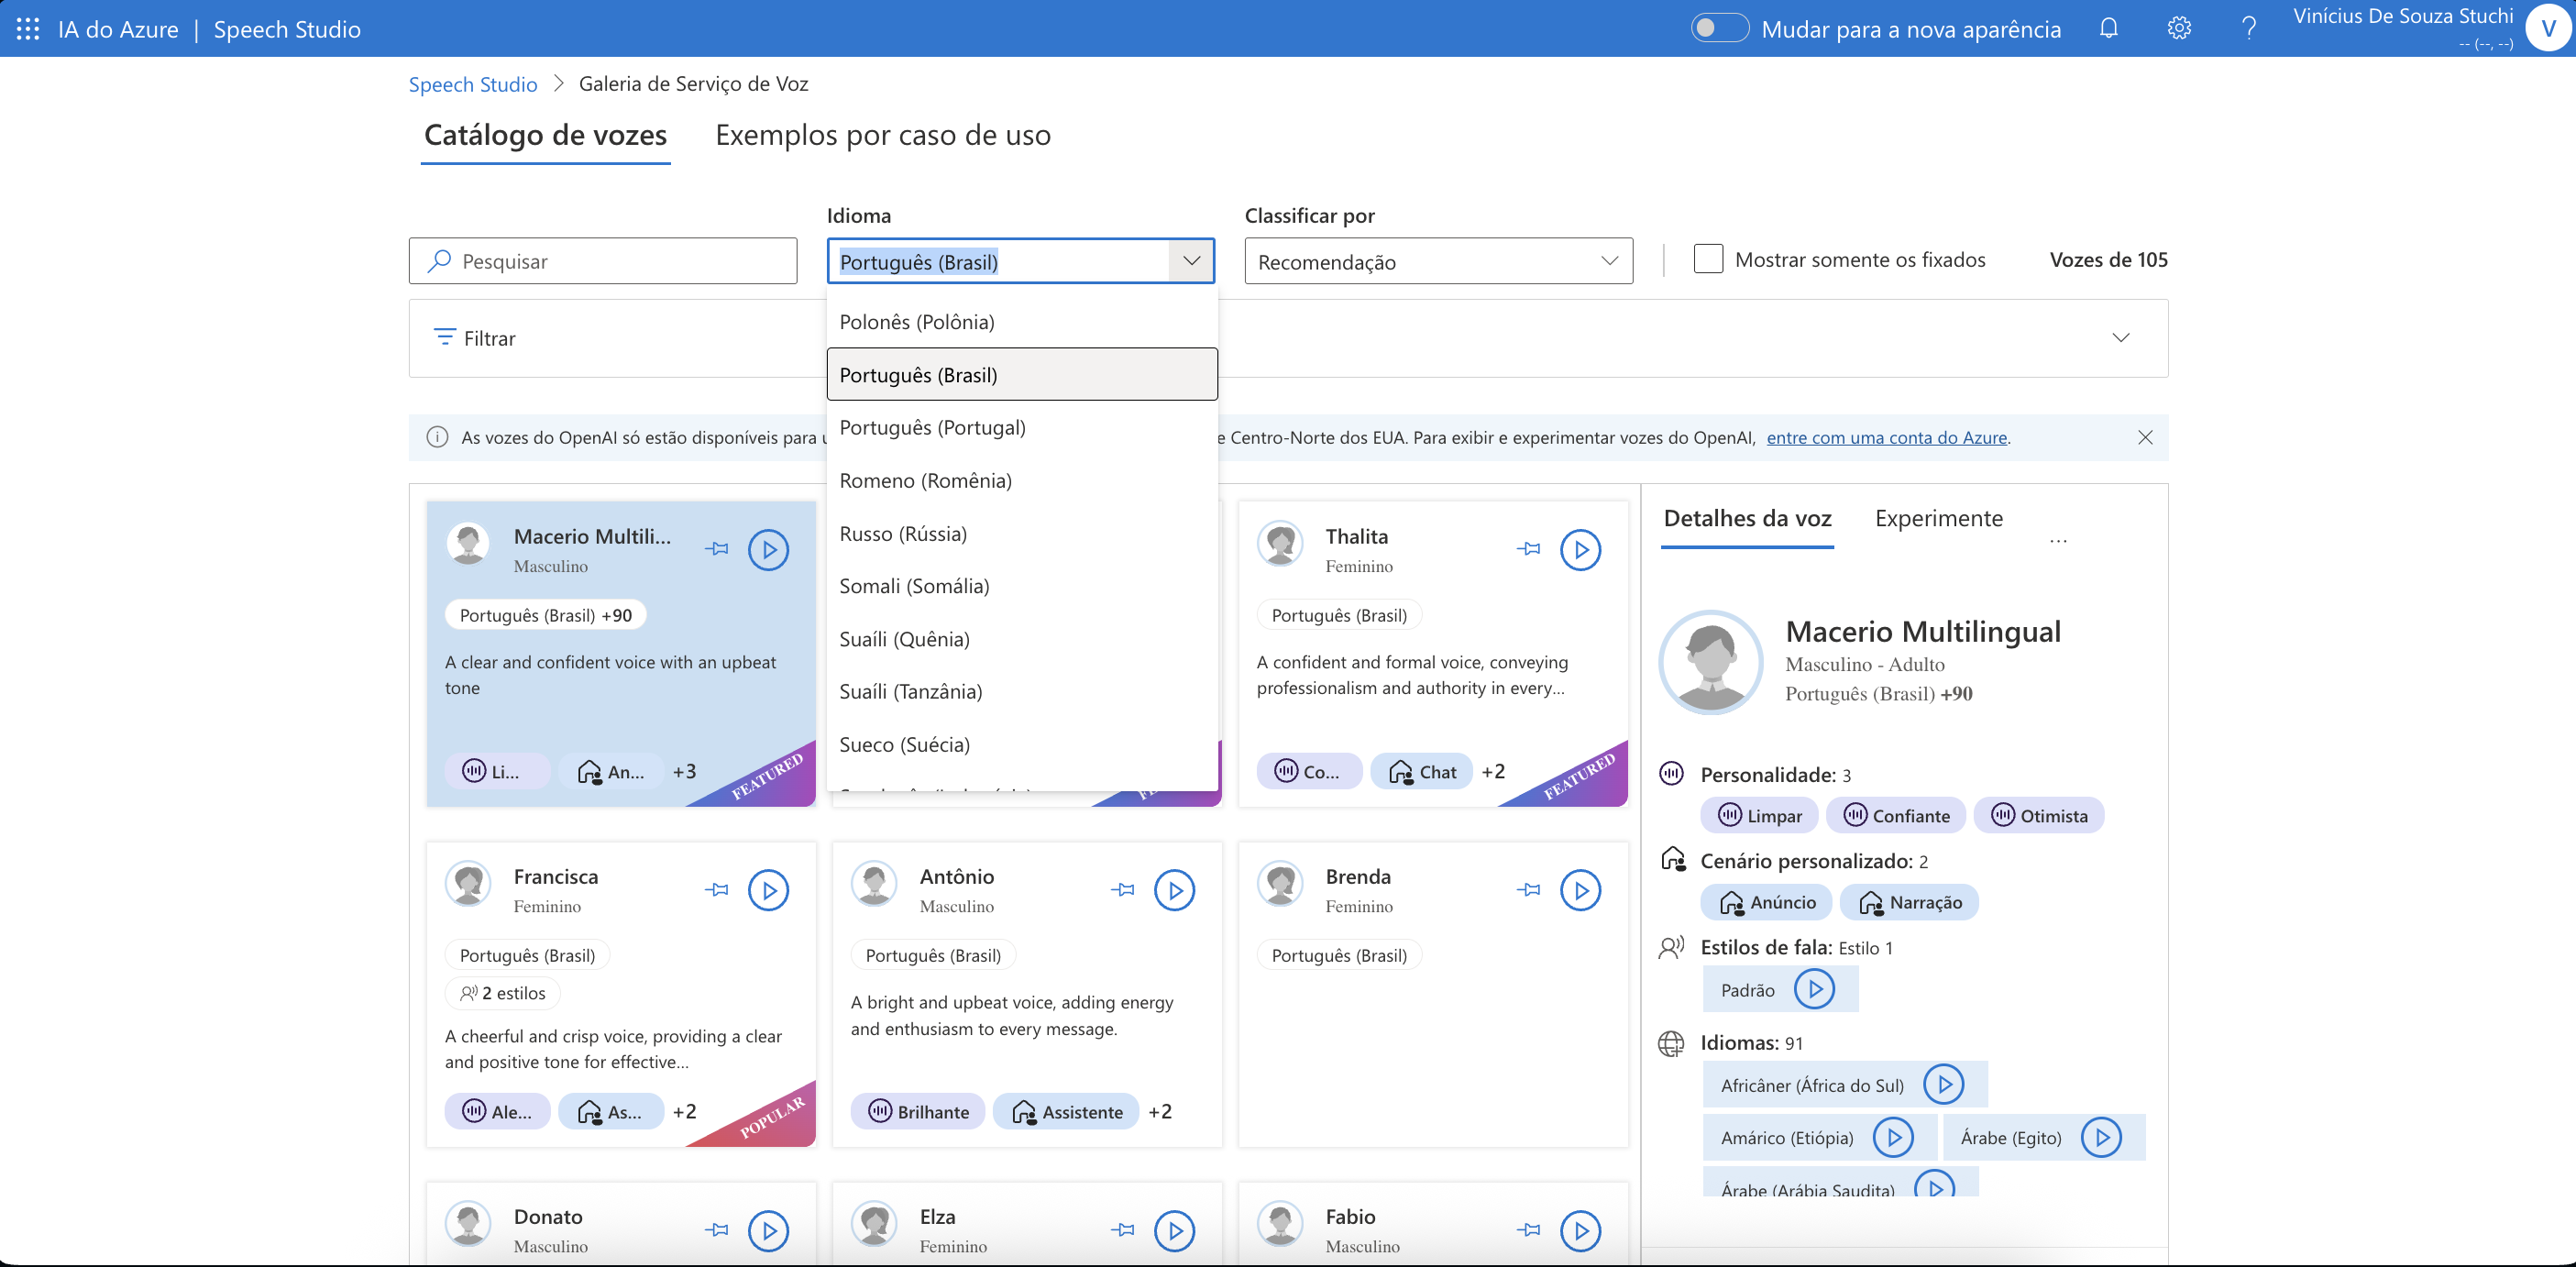 IA do Azure | Speech Studio
Mudar para a nova aparência
Vinícius De Souza Stuchi
-- (--, --)
V
Speech Studio > Galeria de Serviço de Voz
Catálogo de vozes
Exemplos por caso de uso
Idioma
Classificar por
Pesquisar
Português (Brasil)
Recomendação
Mostrar somente os fixados
Vozes de 105
Filtrar
Polonês (Polônia)
Português (Brasil)
Português (Portugal)
Romeno (Romênia)
Russo (Rússia)
Somali (Somália)
Suaíli (Quênia)
Suaíli (Tanzânia)
Sueco (Suécia)
As vozes do OpenAI só estão disponíveis para
e Centro-Norte dos EUA. Para exibir e experimentar vozes do OpenAI, entre com uma conta do Azure.
Macerio Multili...
Masculino
Português (Brasil) +90
A clear and confident voice with an upbeat
tone
Li...
An...
+3
FEATURED
Thalita
Feminino
Português (Brasil)
A confident and formal voice, conveying
professionalism and authority in every...
Co...
Chat
+2
FEATURED
Francisca
Feminino
Português (Brasil)
2 estilos
A cheerful and crisp voice, providing a clear
and positive tone for effective...
Ale...
As...
+2
POPULAR
Antônio
Masculino
Português (Brasil)
A bright and upbeat voice, adding energy
and enthusiasm to every message.
Brilhante
Assistente
+2
Brenda
Feminino
Português (Brasil)
Donato
Masculino
Elza
Feminino
Fabio
Masculino
Detalhes da voz
Experimente
...
Macerio Multilingual
Masculino - Adulto
Português (Brasil) +90
Personalidade: 3
Limpar
Confiante
Otimista
Cenário personalizado: 2
Anúncio
Narração
Estilos de fala: Estilo 1
Padrão
Idiomas: 91
Africâner (África do Sul)
Amárico (Etiópia)
Árabe (Egito)
Árabe (Arábia Saudita)